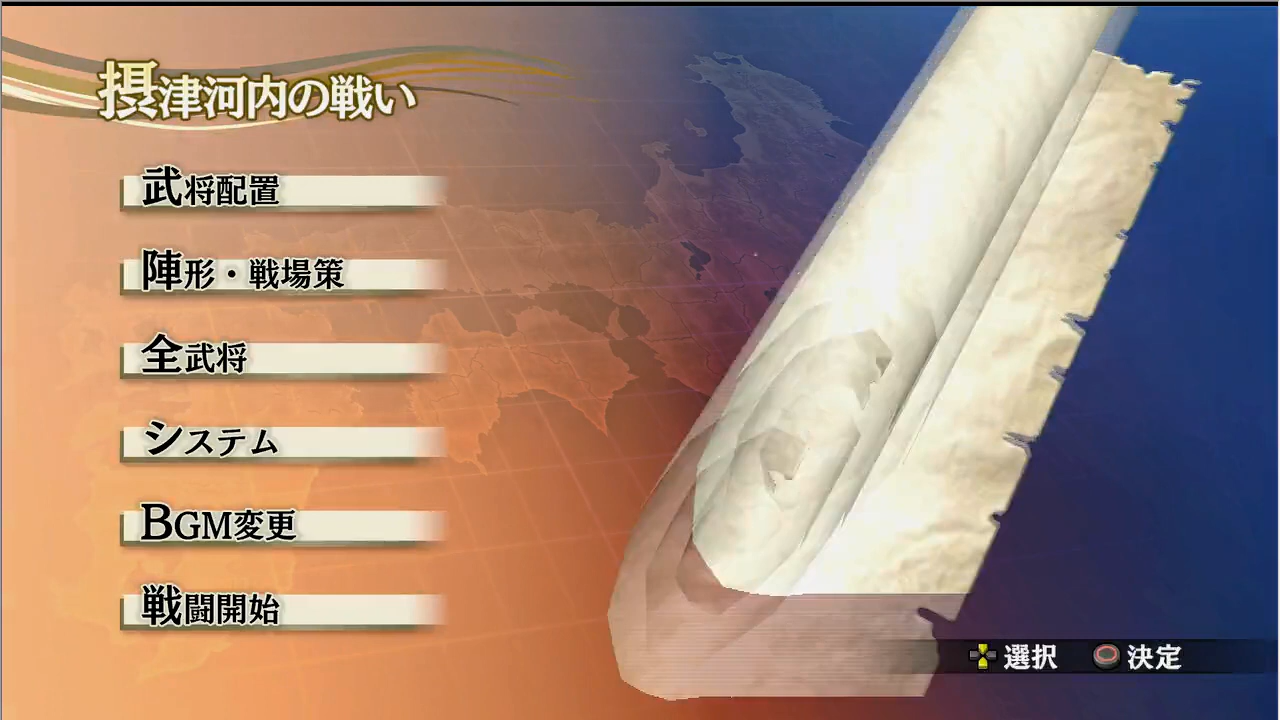 摂津河内の戦い
武将配置
陣形・戦場策
全武将
システム
BGM変更
戦闘開始
選択 決定